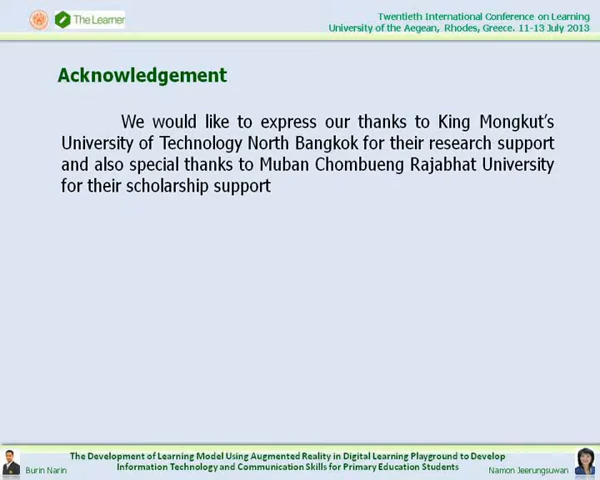 The Learner
Twentieth International Conference on Learning
University of the Aegean, Rhodes, Greece. 11-13 July 2013
Acknowledgement
We would like to express our thanks to King Mongkut's
University of Technology North Bangkok for their research support
and also special thanks to Muban Chombueng Rajabhat University
for their scholarship support
The Development of Learning Model Using Augmented Reality in Digital Learning Playground to Develop
Information Technology and Communication Skills for Primary Education Students
Burin Narin
Namon Jeerungsuwan